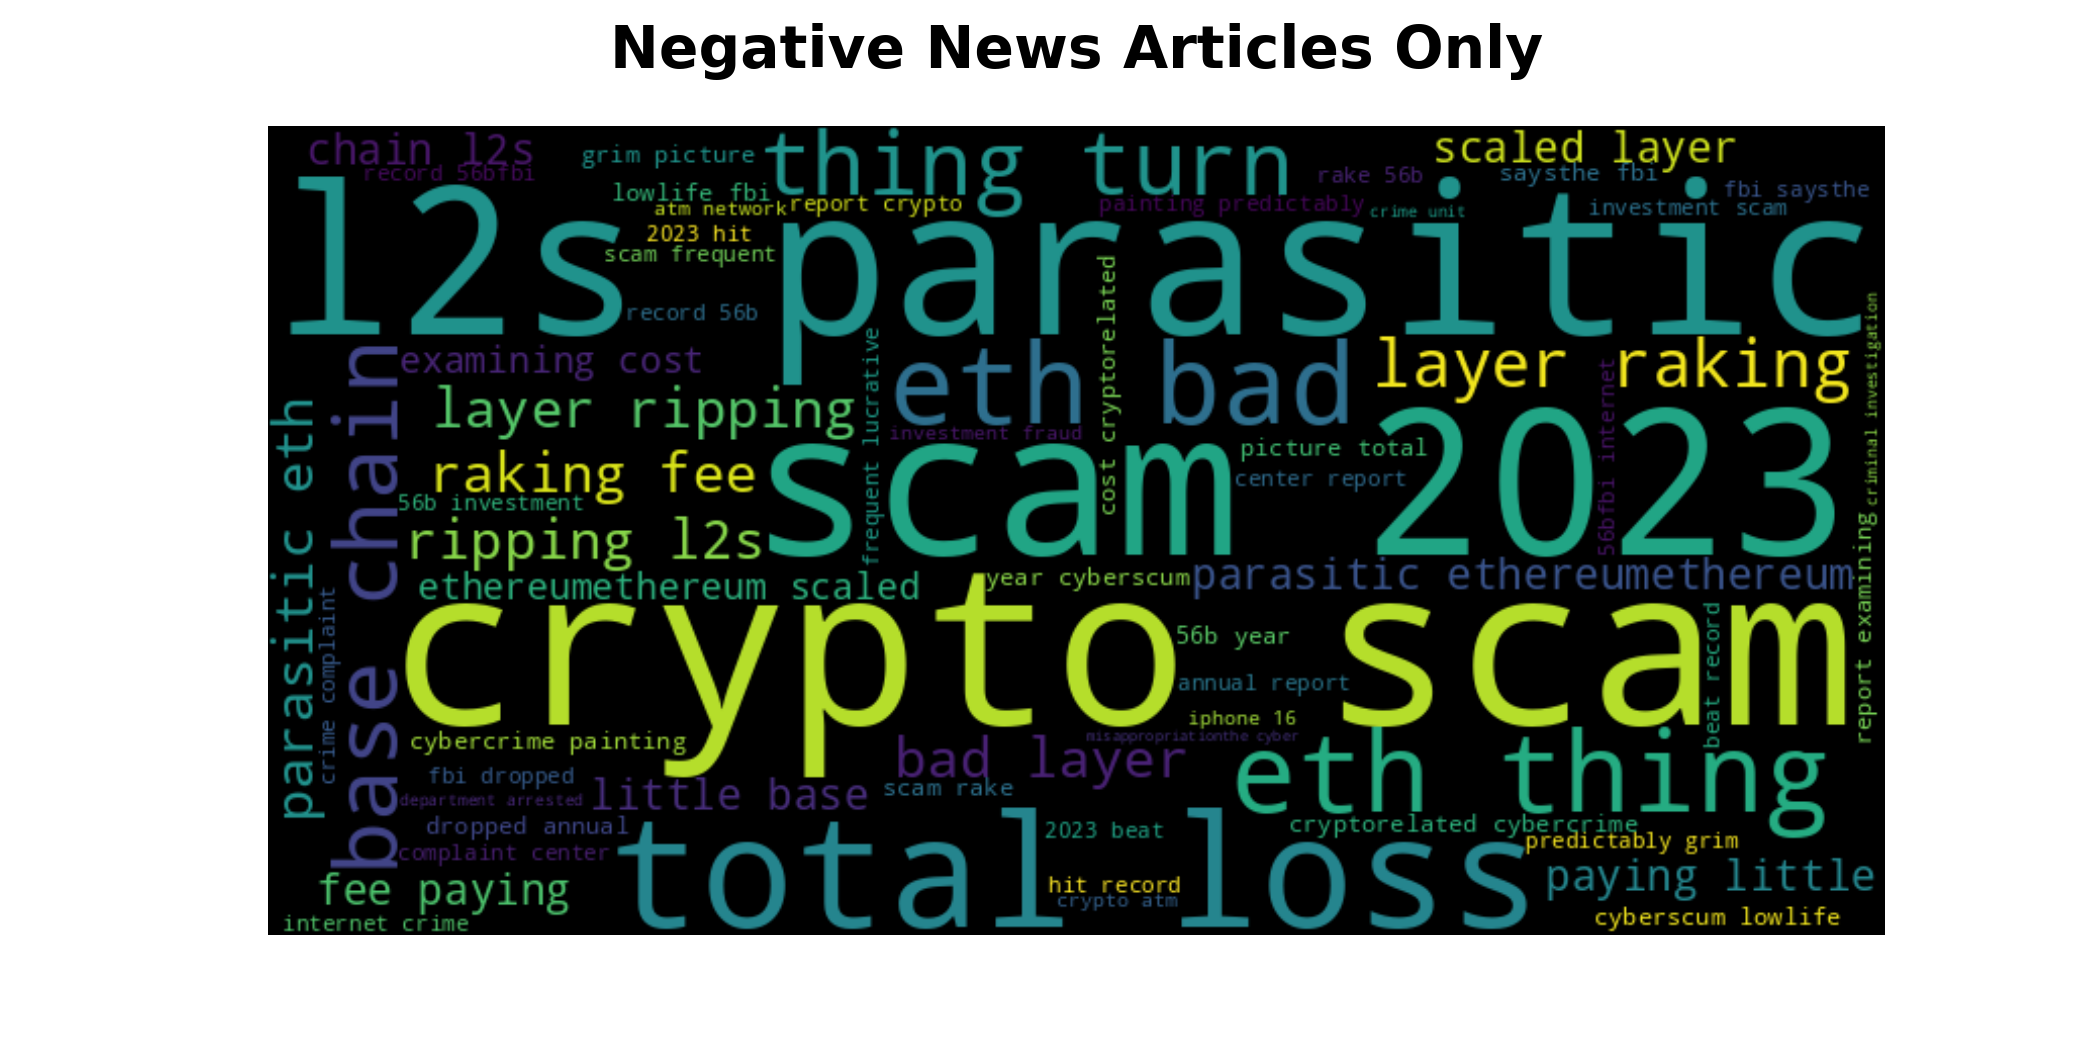 Negative News Articles Only
chain l2s
grim picture
thing turn
scaled layer
record 56bfbi
lowlife fbi
rake 56b
saysthe fbi
fbi saysthe
atm network
report crypto
painting predictably
crime unit
investment scam
2023 hit
scam frequent
l2s parasitic
record 56b
cost cryptorelated
criminal investigation
examining cost
frequent lucrative
eth bad
layer raking
base chain
parasitic eth
layer ripping
investment fraud
56bfbi internet
raking fee
scam 2023
picture total
center report
56b investment
ripping l2s
ethereumethereum scaled
year cyberscum
parasitic ethereumethereum
report examining
crime complaint
crypto scam
56b year
annual report
beat record
iphone 16
cybercrime painting
misappropriationthe cyber
bad layer
eth thing
fbi dropped
little base
scam rake
department arrested
dropped annual
total loss
2023 beat
cryptorelated cybercrime
complaint center
predictably grim
fee paying
hit record
paying little
crypto atm
internet crime
cyberscum lowlife